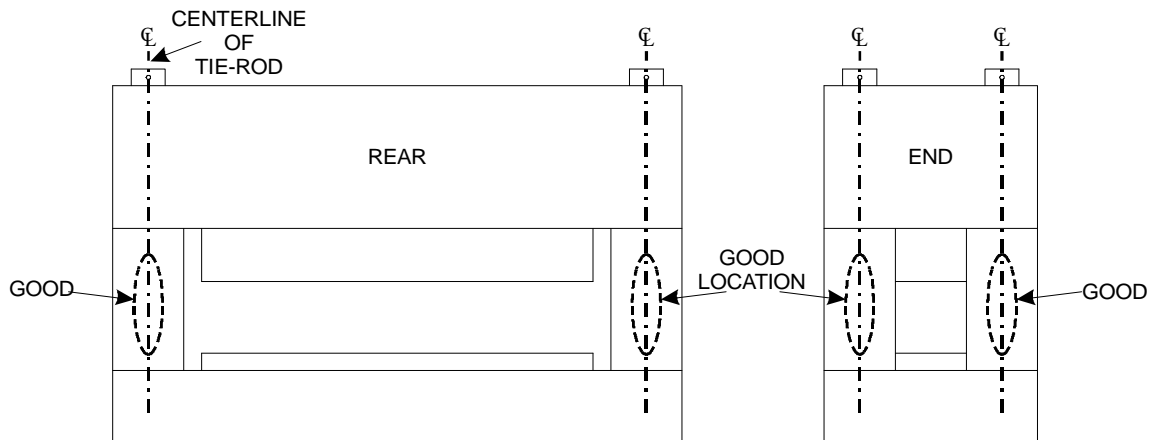 ℄
CENTERLINE
OF
TIE-ROD
℄
℄
℄
REAR
END
GOOD
GOOD
LOCATION
GOOD